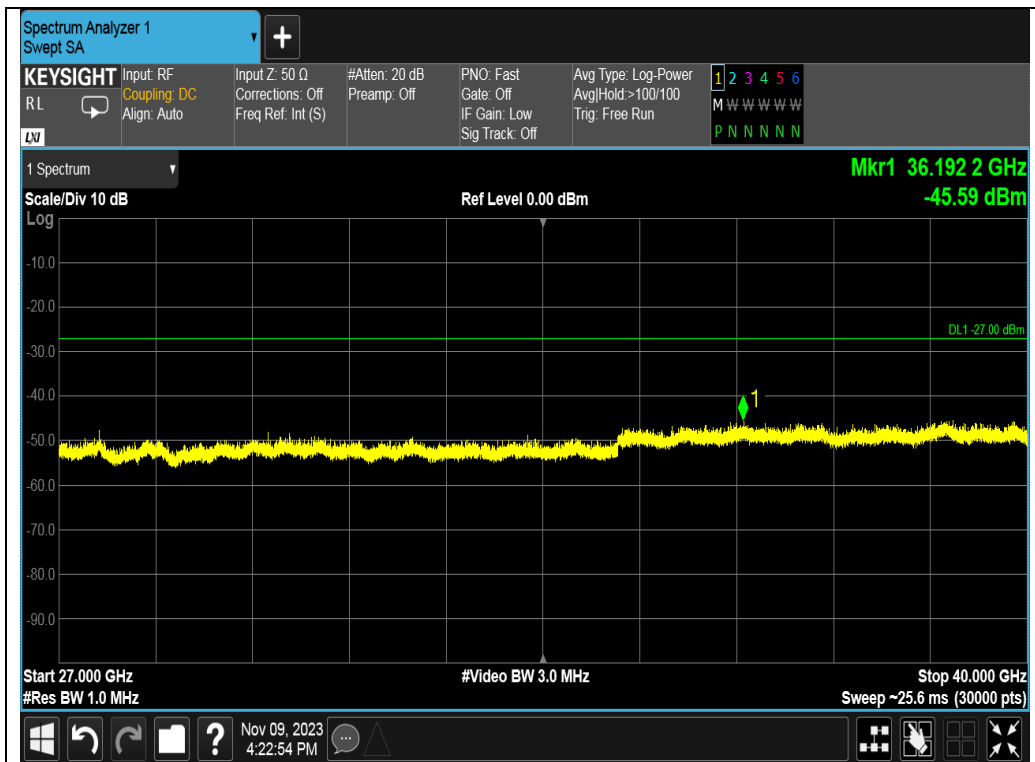 Spectrum Analyzer 1
Swept SA
+
KEYSIGHT
RL
LXI
Input: RF
Coupling: DC
Align: Auto
Input Z: 50 Ω
Corrections: Off
Freq Ref: Int (S)
#Atten: 20 dB
Preamp: Off
PNO: Fast
Gate: Off
IF Gain: Low
Sig Track: Off
Avg Type: Log-Power
Avg|Hold:>100/100
Trig: Free Run
1 2 3 4 5 6
M W W W W W
P N N N N N
1 Spectrum
Mkr1 36.192 2 GHz
-45.59 dBm
Scale/Div 10 dB
Ref Level 0.00 dBm
Log
-10.0
-20.0
DL1 -27.00 dBm
-30.0
-40.0
1
-50.0
-60.0
-70.0
-80.0
-90.0
Start 27.000 GHz
#Video BW 3.0 MHz
Stop 40.000 GHz
#Res BW 1.0 MHz
Sweep ~25.6 ms (30000 pts)
?
Nov 09, 2023
4:22:54 PM